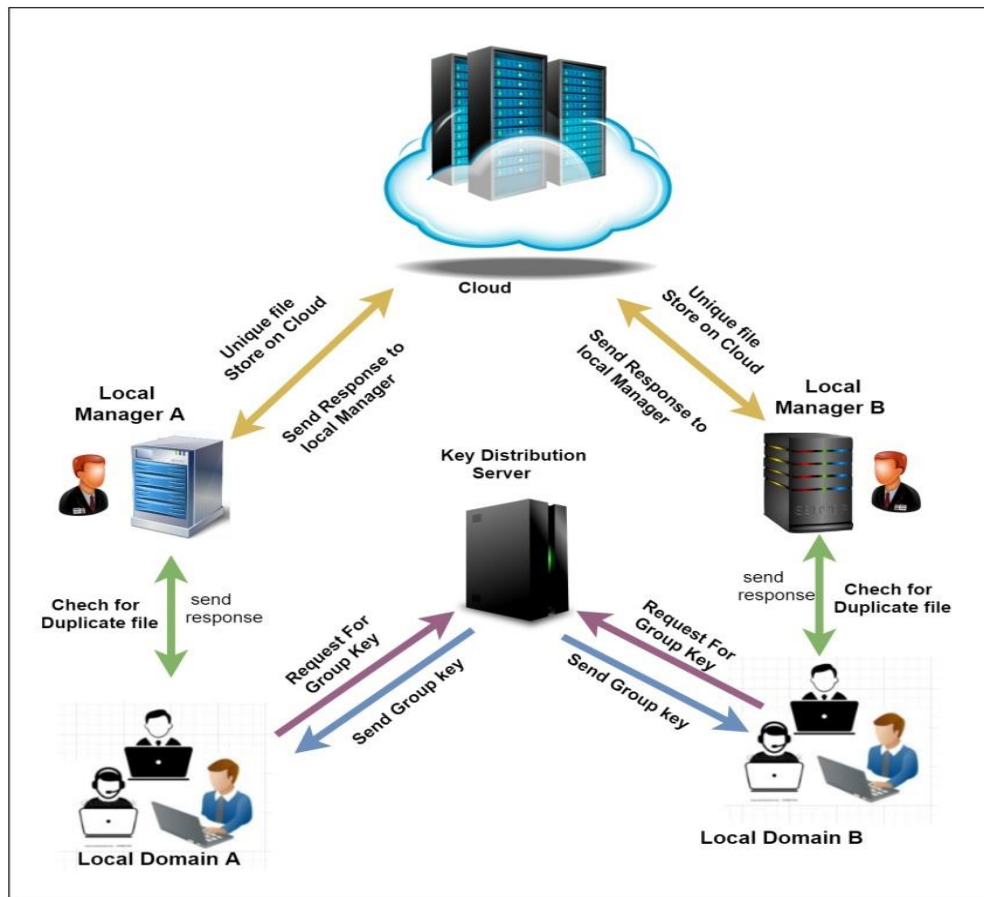 Cloud
Unique file
Store on Cloud
Send Response to
local Manager
Unique file
Store on Cloud
Send Response to
local Manager
Local
Manager A
Local
Manager B
Key Distribution
Server
Chech for
Duplicate file
send
response
send
response
Chech for
Duplicate file
Request For
Group Key
Send Group key
Request For
Group Key
Send Group key
Local Domain A
Local Domain B